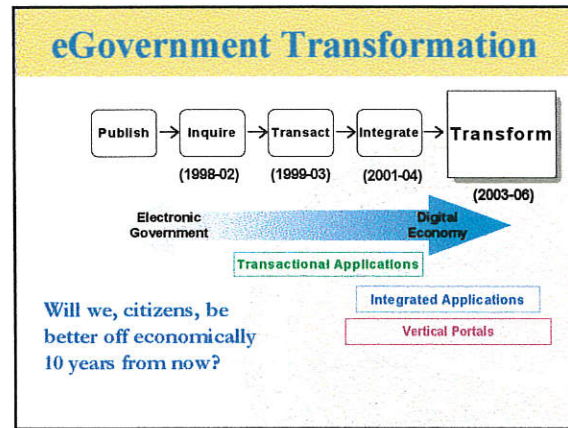 eGovernment Transformation
Publish Inquire Transact Integrate Transform
(1998-02) (1999-03) (2001-04) (2003-06)
Electronic Government
Digital Economy
Transactional Applications
Integrated Applications
Vertical Portals
Will we, citizens, be
better off economically
10 years from now?